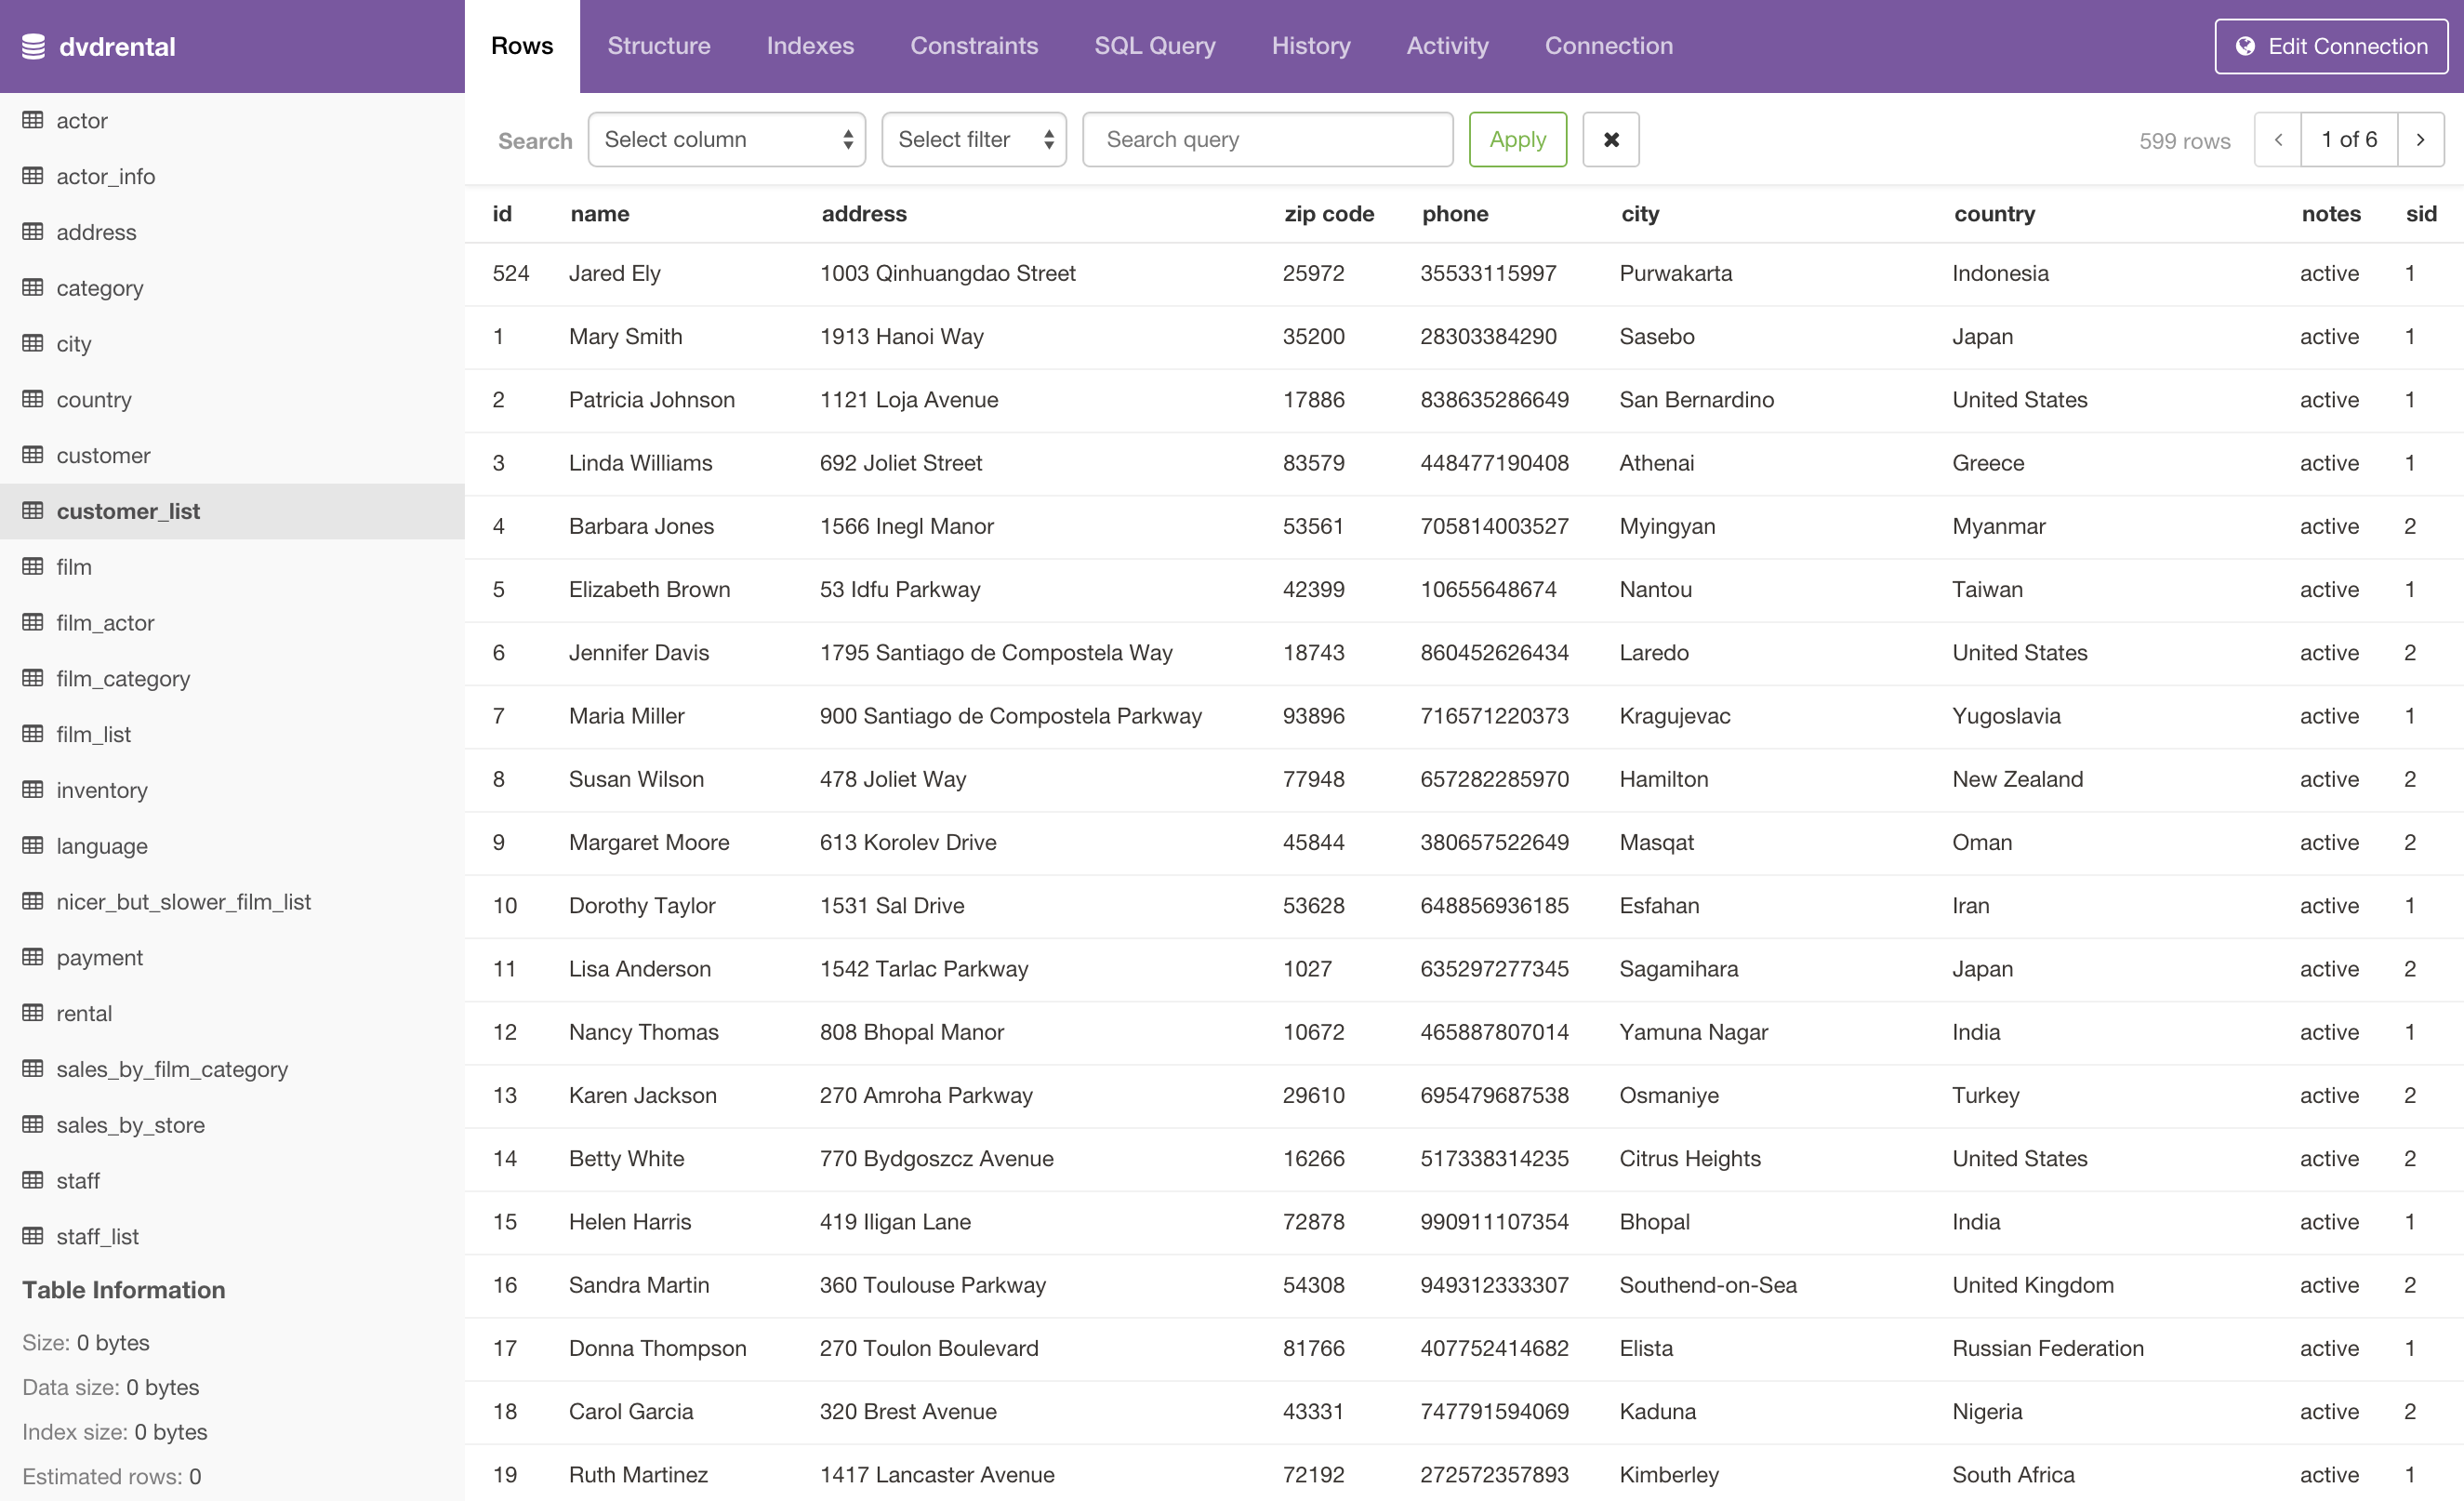 dvdrental
Rows Structure Indexes Constraints SQL Query History Activity Connection Edit Connection
actor
actor_info
address
category
city
country
customer
customer_list
film
film_actor
film_category
film_list
inventory
language
nicer_but_slower_film_list
payment
rental
sales_by_film_category
sales_by_store
staff
staff_list
Table Information
Size: 0 bytes
Data size: 0 bytes
Index size: 0 bytes
Estimated rows: 0
Search Select column Select filter Search query Apply 599 rows 1 of 6
id name address zip code phone city country notes sid
524 Jared Ely 1003 Qinhuangdao Street 25972 35533115997 Purwakarta Indonesia active 1
1 Mary Smith 1913 Hanoi Way 35200 28303384290 Sasebo Japan active 1
2 Patricia Johnson 1121 Loja Avenue 17886 838635286649 San Bernardino United States active 1
3 Linda Williams 692 Joliet Street 83579 448477190408 Athenai Greece active 1
4 Barbara Jones 1566 Inegl Manor 53561 705814003527 Myingyan Myanmar active 2
5 Elizabeth Brown 53 Idfu Parkway 42399 10655648674 Nantou Taiwan active 1
6 Jennifer Davis 1795 Santiago de Compostela Way 18743 860452626434 Laredo United States active 2
7 Maria Miller 900 Santiago de Compostela Parkway 93896 716571220373 Kragujevac Yugoslavia active 1
8 Susan Wilson 478 Joliet Way 77948 657282285970 Hamilton New Zealand active 2
9 Margaret Moore 613 Korolev Drive 45844 380657522649 Masqat Oman active 2
10 Dorothy Taylor 1531 Sal Drive 53628 648856936185 Esfahan Iran active 1
11 Lisa Anderson 1542 Tarlac Parkway 1027 635297277345 Sagamihara Japan active 2
12 Nancy Thomas 808 Bhopal Manor 10672 465887807014 Yamuna Nagar India active 1
13 Karen Jackson 270 Amroha Parkway 29610 695479687538 Osmaniye Turkey active 2
14 Betty White 770 Bydgoszcz Avenue 16266 517338314235 Citrus Heights United States active 2
15 Helen Harris 419 Iligan Lane 72878 990911107354 Bhopal India active 1
16 Sandra Martin 360 Toulouse Parkway 54308 949312333307 Southend-on-Sea United Kingdom active 2
17 Donna Thompson 270 Toulon Boulevard 81766 407752414682 Elista Russian Federation active 1
18 Carol Garcia 320 Brest Avenue 43331 747791594069 Kaduna Nigeria active 2
19 Ruth Martinez 1417 Lancaster Avenue 72192 272572357893 Kimberley South Africa active 1